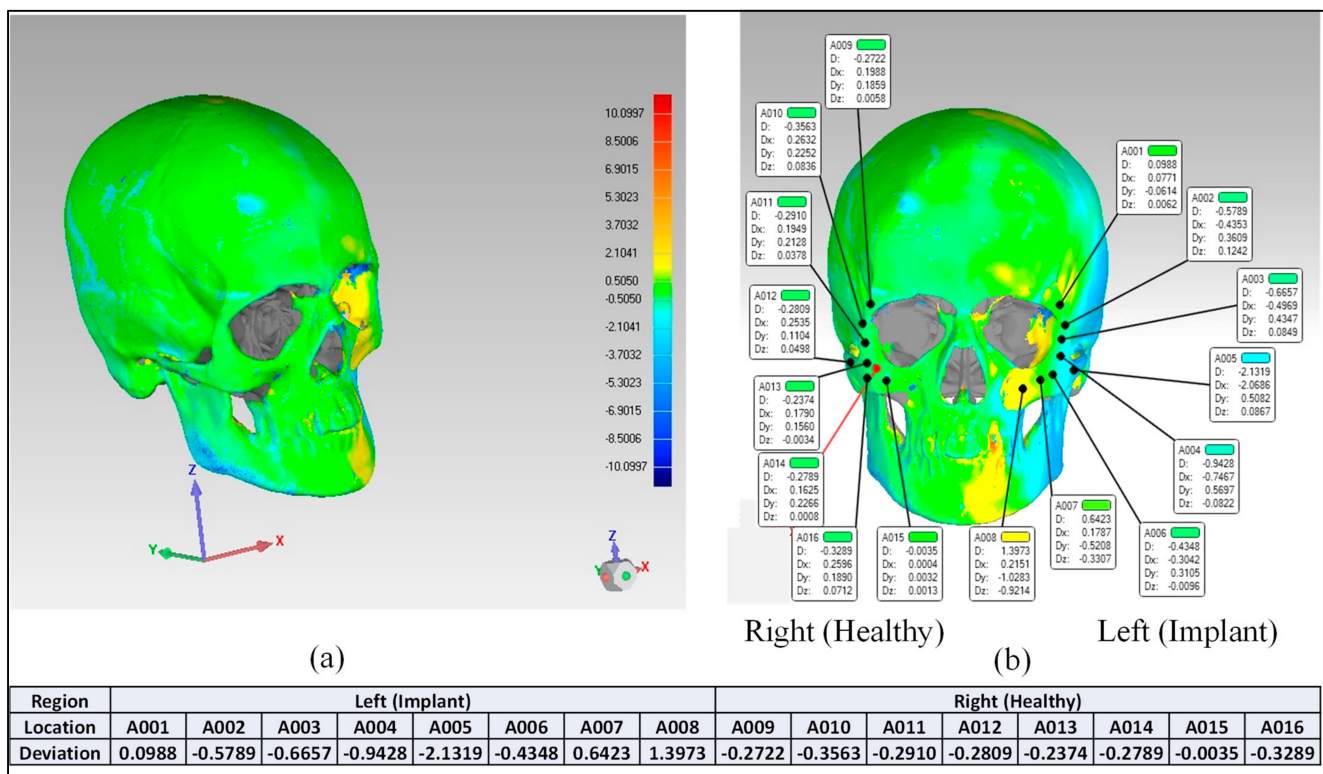 10.0997
8.5006
6.9015
5.3023
3.7032
2.1041
0.5050
-0.5050
-2.1041
-3.7032
-5.3023
-6.9015
-8.5006
-10.0997
Z
Y
X
Z
Y
X
(a)
A009
D: -0.2722
Dx: 0.1988
Dy: 0.1859
Dz: 0.0058
A010
D: -0.3563
Dx: 0.2632
Dy: 0.2252
Dz: 0.0836
A011
D: -0.2910
Dx: 0.1949
Dy: 0.2128
Dz: 0.0378
A012
D: -0.2809
Dx: 0.2535
Dy: 0.1104
Dz: 0.0498
A013
D: -0.2374
Dx: 0.1790
Dy: 0.1560
Dz: -0.0034
A014
D: -0.2789
Dx: 0.1625
Dy: 0.2266
Dz: 0.0008
A016
D: -0.3289
Dx: 0.2596
Dy: 0.1890
Dz: 0.0712
A015
D: -0.0035
Dx: 0.0004
Dy: 0.0032
Dz: 0.0013
A008
D: 1.3973
Dx: 0.2151
Dy: -1.0283
Dz: -0.9214
A007
D: 0.6423
Dx: 0.1787
Dy: -0.5208
Dz: -0.3307
A006
D: -0.4348
Dx: -0.3042
Dy: 0.3105
Dz: -0.0096
A004
D: -0.9428
Dx: -0.7467
Dy: 0.5697
Dz: -0.0822
A005
D: -2.1319
Dx: -2.0686
Dy: 0.5082
Dz: 0.0867
A003
D: -0.6657
Dx: -0.4969
Dy: 0.4347
Dz: 0.0849
A002
D: -0.5789
Dx: -0.4353
Dy: 0.3609
Dz: 0.1242
A001
D: 0.0988
Dx: 0.0771
Dy: -0.0614
Dz: 0.0062
Right (Healthy) Left (Implant)
(b)
Region Left (Implant) Right (Healthy)
Location A001 A002 A003 A004 A005 A006 A007 A008 A009 A010 A011 A012 A013 A014 A015 A016
Deviation 0.0988 -0.5789 -0.6657 -0.9428 -2.1319 -0.4348 0.6423 1.3973 -0.2722 -0.3563 -0.2910 -0.2809 -0.2374 -0.2789 -0.0035 -0.3289